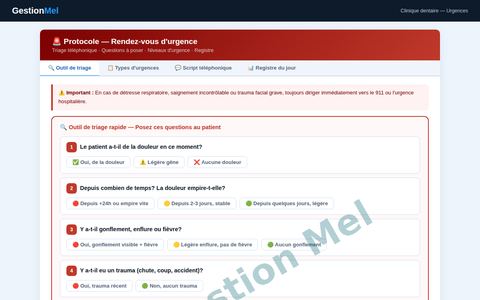 GestionMel
Clinique dentaire — Urgences
🚨 Protocole — Rendez-vous d'urgence
Triage téléphonique · Questions à poser · Niveaux d'urgence · Registre
🔍 Outil de triage
📋 Types d'urgences
💬 Script téléphonique
📊 Registre du jour
⚠️ Important : En cas de détresse respiratoire, saignement incontrôlable ou trauma facial grave, toujours diriger immédiatement vers le 911 ou l'urgence
hospitalière.
🔍 Outil de triage rapide — Posez ces questions au patient
1 Le patient a-t-il de la douleur en ce moment?
✅ Oui, de la douleur
⚠️ Légère gêne
❌ Aucune douleur
2 Depuis combien de temps? La douleur empire-t-elle?
🔴 Depuis +24h ou empire vite
🟡 Depuis 2-3 jours, stable
🟢 Depuis quelques jours, légère
3 Y a-t-il gonflement, enflure ou fièvre?
🔴 Oui, gonflement visible + fièvre
🟡 Légère enflure, pas de fièvre
🟢 Aucun gonflement
4 Y a-t-il eu un trauma (chute, coup, accident)?
🔴 Oui, trauma récent
🟢 Non, aucun trauma
stion Mel